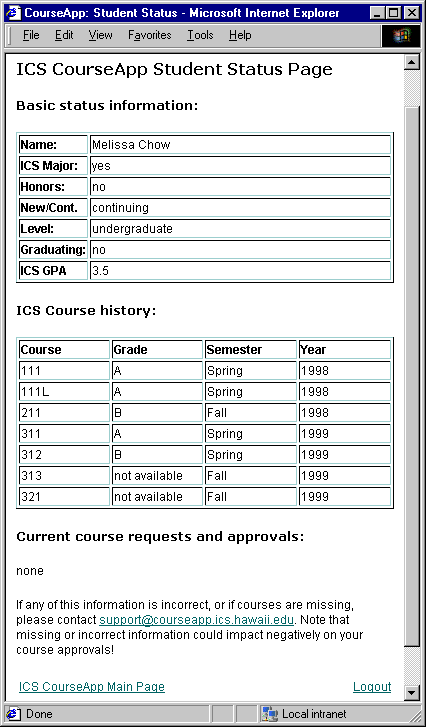 CourseApp: Student Status - Microsoft Internet Explorer
File Edit View Favorites Tools Help
ICS CourseApp Student Status Page
Basic status information:
Name: Melissa Chow
ICS Major: yes
Honors: no
New/Cont. continuing
Level: undergraduate
Graduating: no
ICS GPA 3.5
ICS Course history:
Course Grade Semester Year
111 A Spring 1998
111L A Spring 1998
211 B Fall 1998
311 A Spring 1999
312 B Spring 1999
313 not available Fall 1999
321 not available Fall 1999
Current course requests and approvals:
none
If any of this information is incorrect, or if courses are missing,
please contact support@courseapp.ics.hawaii.edu. Note that
missing or incorrect information could impact negatively on your
course approvals!
ICS CourseApp Main Page Logout
Done Local intranet